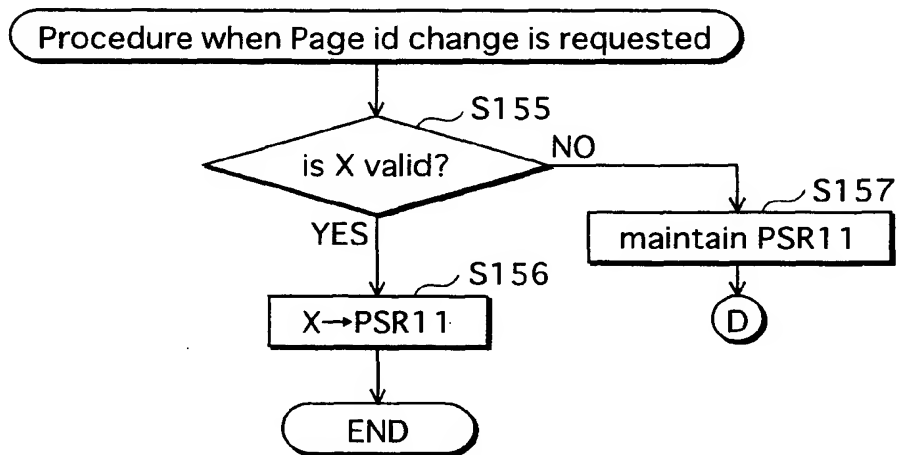 Procedure when Page id change is requested
S155
is X valid?
NO
S157
YES
maintain PSR11
S156
X→PSR11
D
END